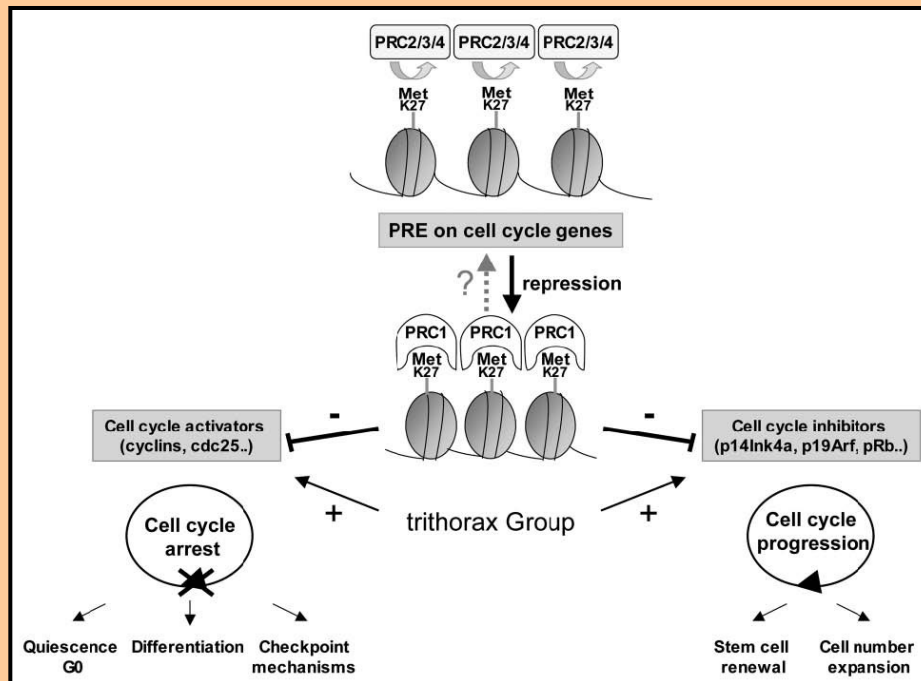 PRC2/3/4 PRC2/3/4 PRC2/3/4
Met Met Met
K27 K27 K27
PRE on cell cycle genes
?
repression
PRC1 PRC1 PRC1
Met Met Met
K27 K27 K27
-
-
Cell cycle activators
(cyclins, cdc25..)
Cell cycle inhibitors
(p14Ink4a, p19Arf, pRb..)
+
trithorax Group
+
Cell cycle
arrest
Cell cycle
progression
Quiescence
G0
Differentiation
Checkpoint
mechanisms
Stem cell
renewal
Cell number
expansion